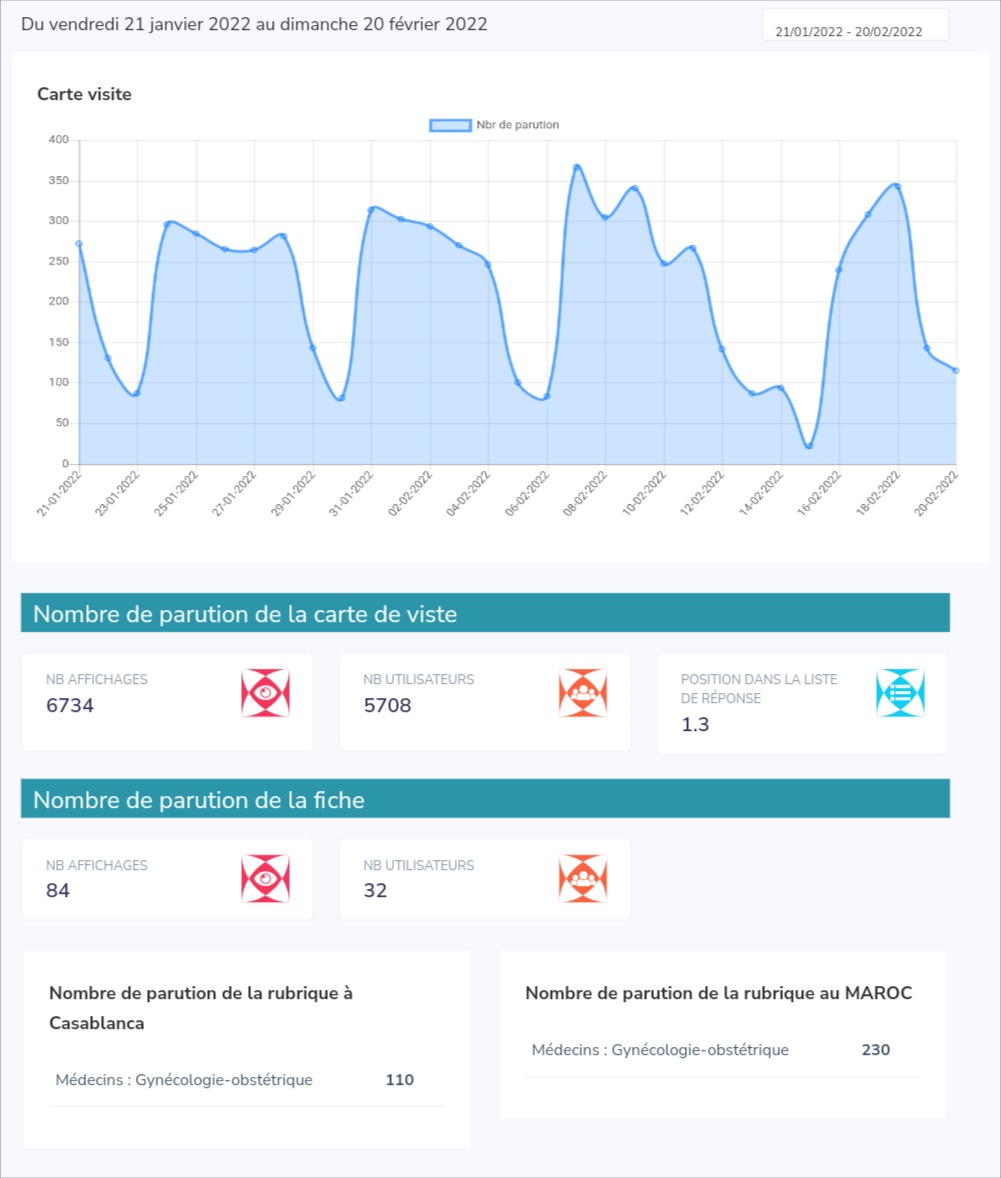 Du vendredi 21 janvier 2022 au dimanche 20 février 2022
21/01/2022 - 20/02/2022
Carte visite
Nbr de parution
400
350
300
250
200
150
100
50
0
21-01-2022
23-01-2022
25-01-2022
27-01-2022
29-01-2022
31-01-2022
02-02-2022
04-02-2022
06-02-2022
08-02-2022
10-02-2022
12-02-2022
14-02-2022
16-02-2022
18-02-2022
20-02-2022
Nombre de parution de la carte de viste
NB AFFICHAGES
6734
NB UTILISATEURS
5708
POSITION DANS LA LISTE
DE RÉPONSE
1.3
Nombre de parution de la fiche
NB AFFICHAGES
84
NB UTILISATEURS
32
Nombre de parution de la rubrique à
Casablanca
Médecins : Gynécologie-obstétrique 110
Nombre de parution de la rubrique au MAROC
Médecins : Gynécologie-obstétrique 230